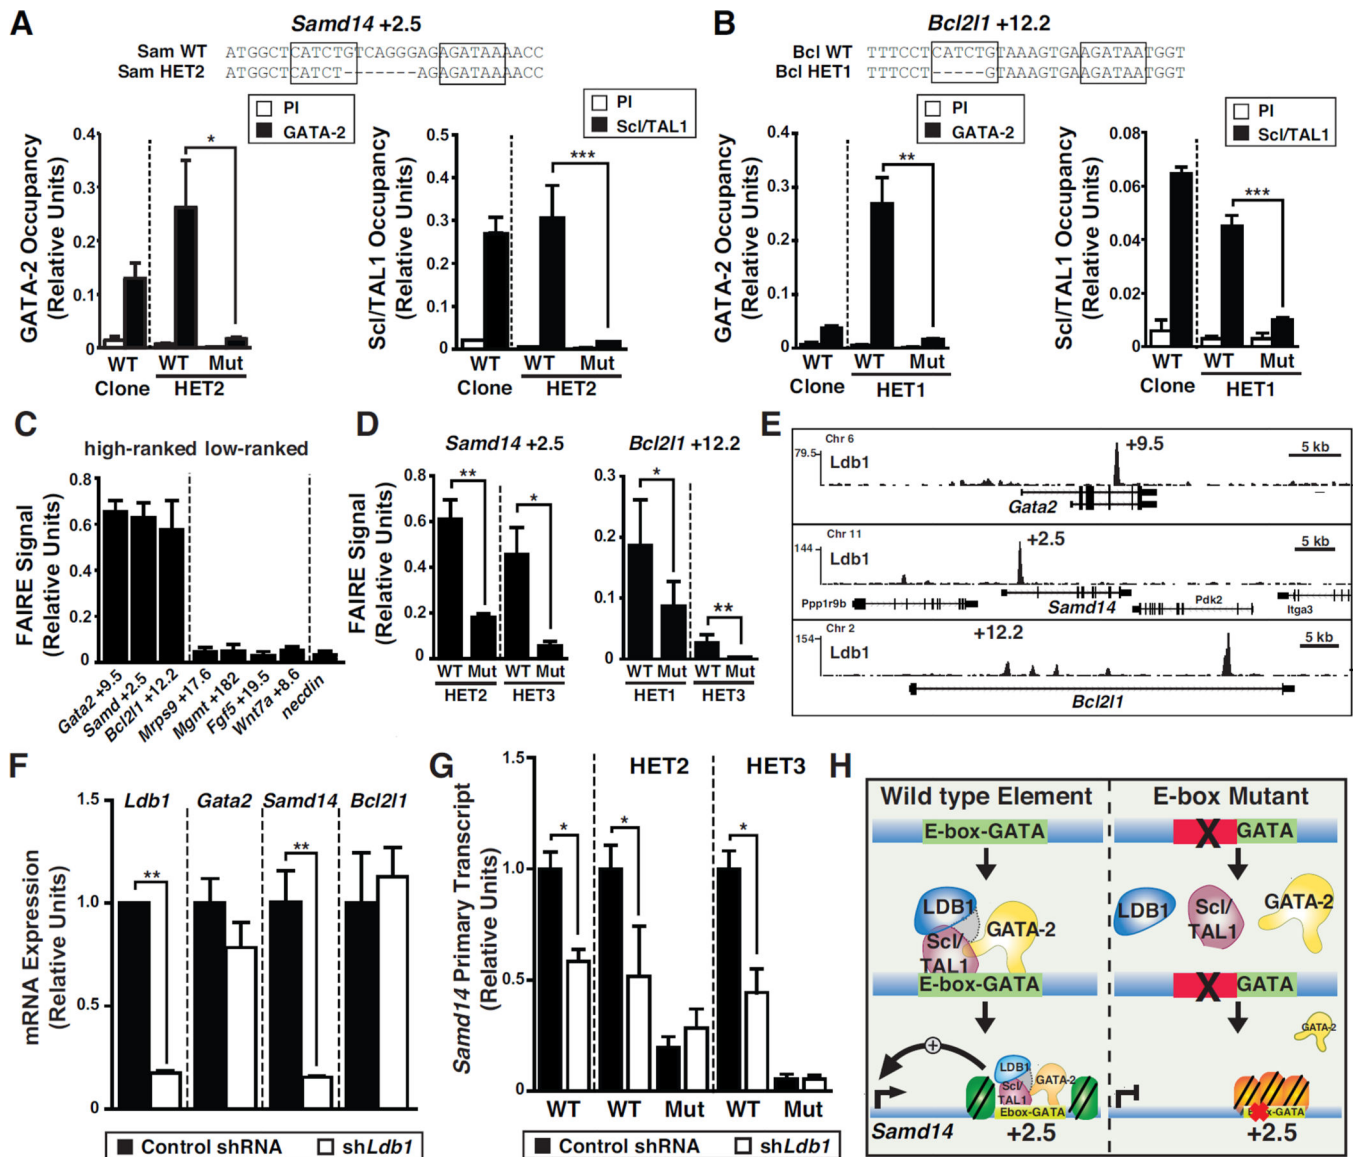 A
Samd14 +2.5
Sam WT ATGGCTCATCTGTCAGGGAGAGATAAAACC
Sam HET2 ATGGCTCATCT-------AGAGATAAAACC
PI
GATA-2
GATA-2 Occupancy
(Relative Units)
0.4
0.3
0.2
0.1
0
*
WT
WT
Mut
Clone
HET2
PI
Scl/TAL1
Scl/TAL1 Occupancy
(Relative Units)
0.5
0.4
0.3
0.2
0.1
0
***
WT
WT
Mut
Clone
HET2
B
Bcl2l1 +12.2
Bcl WT TTTCCTCATCTGTAAAGTGAAGATAATGGT
Bcl HET1 TTTCCT-----GTAAAGTGAAGATAATGGT
PI
GATA-2
GATA-2 Occupancy
(Relative Units)
0.4
0.3
0.2
0.1
0
**
WT
WT
Mut
Clone
HET1
PI
Scl/TAL1
Scl/TAL1 Occupancy
(Relative Units)
0.08
0.06
0.04
0.02
0
***
WT
WT
Mut
Clone
HET1
C
high-ranked low-ranked
FAIRE Signal
(Relative Units)
0.8
0.6
0.4
0.2
0
Gata2 +9.5
Samd +2.5
Bcl2l1 +12.2
Mrps9 +17.6
Mgmt +182
Fgf5 +19.5
Wnt7a +8.6
necdin
D
Samd14 +2.5
FAIRE Signal
(Relative Units)
0.8
0.6
0.4
0.2
0
**
*
WT Mut WT Mut
HET2 HET3
Bcl2l1 +12.2
0.3
0.2
0.1
0
*
**
WT Mut WT Mut
HET1 HET3
E
Chr 6
79.5
Ldb1
+9.5
5 kb
Gata2
Chr 11
144
Ldb1
+2.5
5 kb
Ppp1r9b
Samd14
Pdk2
Itga3
Chr 2
154
Ldb1
+12.2
5 kb
Bcl2l1
F
mRNA Expression
(Relative Units)
1.5
1.0
0.5
0
Ldb1 Gata2 Samd14 Bcl2l1
**
**
Control shRNA shLdb1
G
Samd14 Primary Transcript
(Relative Units)
1.5
1.0
0.5
0
HET2
HET3
*
*
*
WT WT Mut WT Mut
Control shRNA shLdb1
H
Wild type Element
E-box-GATA
LDB1
Scl/
TAL1
GATA-2
E-box-GATA
+
LDB1
Scl/
TAL1
GATA-2
Ebox-GATA
Samd14
+2.5
E-box Mutant
X
GATA
LDB1
Scl/
TAL1
GATA-2
X
GATA
GATA-2
Ebox-GATA
+2.5